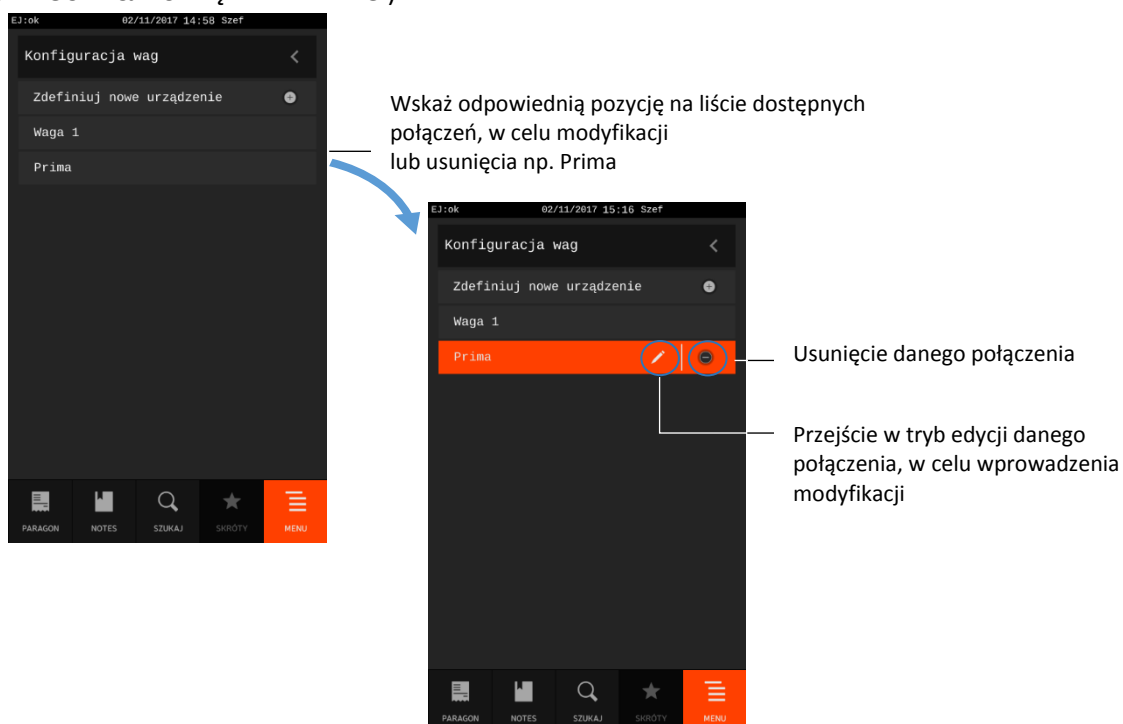 EJ:ok 02/11/2017 14:58 Szef
Konfiguracja wag
Zdefiniuj nowe urządzenie
Waga 1
Prima
PARAGON NOTES SZUKAJ SKRÓTY MENU
Wskaż odpowiednią pozycję na liście dostępnych
połączeń, w celu modyfikacji
lub usunięcia np. Prima
EJ:ok 02/11/2017 15:16 Szef
Konfiguracja wag
Zdefiniuj nowe urządzenie
Waga 1
Prima
Usunięcie danego połączenia
Przejście w tryb edycji danego
połączenia, w celu wprowadzenia
modyfikacji
PARAGON NOTES SZUKAJ SKRÓTY MENU